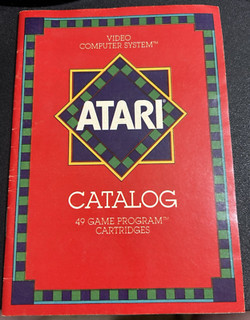 VIDEO
COMPUTER SYSTEM™
ATARI®
CATALOG
49 GAME PROGRAM™
CARTRIDGES